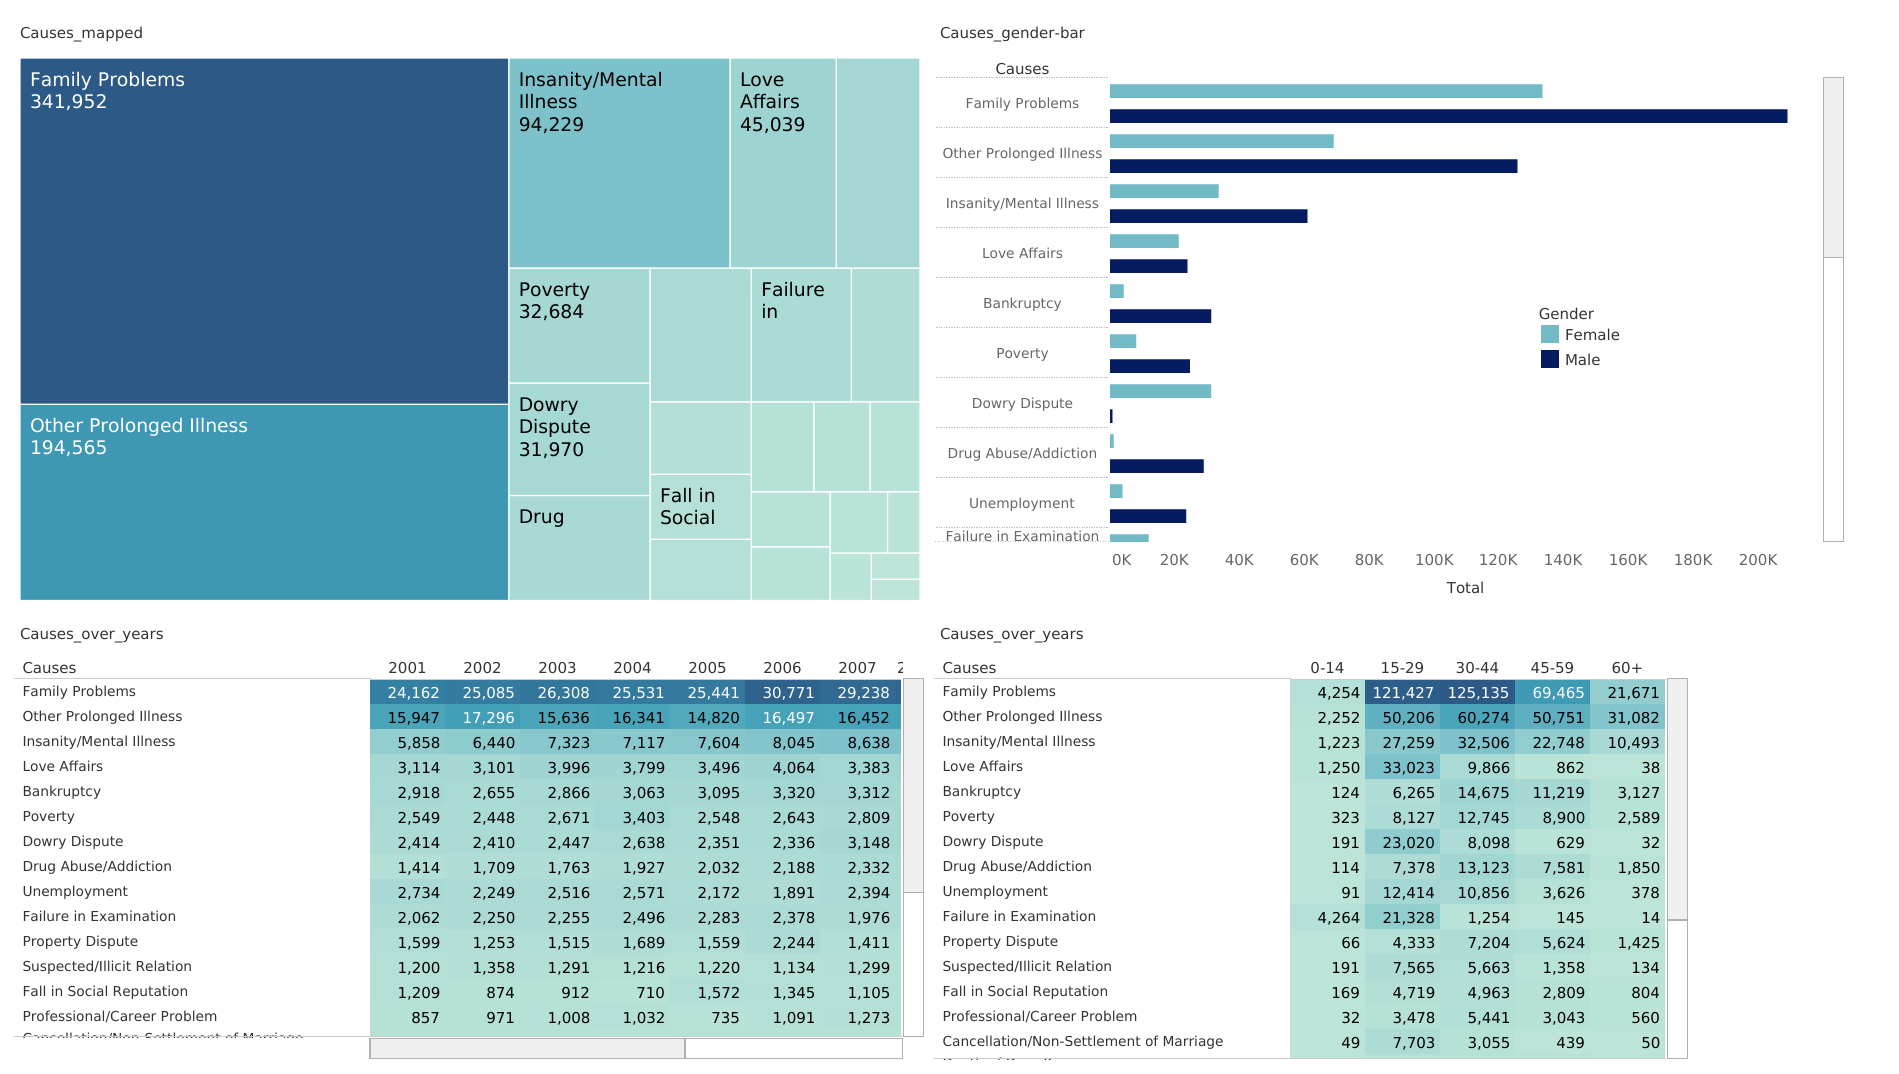 Causes_mapped
Family Problems
341,952
Other Prolonged Illness
194,565
Insanity/Mental
Illness
94,229
Love
Affairs
45,039
Poverty
32,684
Dowry
Dispute
31,970
Drug
Failure
in
Fall in
Social
Causes_gender-bar
Causes
Family Problems
Other Prolonged Illness
Insanity/Mental Illness
Love Affairs
Bankruptcy
Poverty
Dowry Dispute
Drug Abuse/Addiction
Unemployment
Failure in Examination
0K 20K 40K 60K 80K 100K 120K 140K 160K 180K 200K
Total
Gender
Female
Male
Causes_over_years
Causes 2001 2002 2003 2004 2005 2006 2007
Family Problems 24,162 25,085 26,308 25,531 25,441 30,771 29,238
Other Prolonged Illness 15,947 17,296 15,636 16,341 14,820 16,497 16,452
Insanity/Mental Illness 5,858 6,440 7,323 7,117 7,604 8,045 8,638
Love Affairs 3,114 3,101 3,996 3,799 3,496 4,064 3,383
Bankruptcy 2,918 2,655 2,866 3,063 3,095 3,320 3,312
Poverty 2,549 2,448 2,671 3,403 2,548 2,643 2,809
Dowry Dispute 2,414 2,410 2,447 2,638 2,351 2,336 3,148
Drug Abuse/Addiction 1,414 1,709 1,763 1,927 2,032 2,188 2,332
Unemployment 2,734 2,249 2,516 2,571 2,172 1,891 2,394
Failure in Examination 2,062 2,250 2,255 2,496 2,283 2,378 1,976
Property Dispute 1,599 1,253 1,515 1,689 1,559 2,244 1,411
Suspected/Illicit Relation 1,200 1,358 1,291 1,216 1,220 1,134 1,299
Fall in Social Reputation 1,209 874 912 710 1,572 1,345 1,105
Professional/Career Problem 857 971 1,008 1,032 735 1,091 1,273
Cancellation/Non-Settlement of Marriage
Causes_over_years
Causes 0-14 15-29 30-44 45-59 60+
Family Problems 4,254 121,427 125,135 69,465 21,671
Other Prolonged Illness 2,252 50,206 60,274 50,751 31,082
Insanity/Mental Illness 1,223 27,259 32,506 22,748 10,493
Love Affairs 1,250 33,023 9,866 862 38
Bankruptcy 124 6,265 14,675 11,219 3,127
Poverty 323 8,127 12,745 8,900 2,589
Dowry Dispute 191 23,020 8,098 629 32
Drug Abuse/Addiction 114 7,378 13,123 7,581 1,850
Unemployment 91 12,414 10,856 3,626 378
Failure in Examination 4,264 21,328 1,254 145 14
Property Dispute 66 4,333 7,204 5,624 1,425
Suspected/Illicit Relation 191 7,565 5,663 1,358 134
Fall in Social Reputation 169 4,719 4,963 2,809 804
Professional/Career Problem 32 3,478 5,441 3,043 560
Cancellation/Non-Settlement of Marriage 49 7,703 3,055 439 50